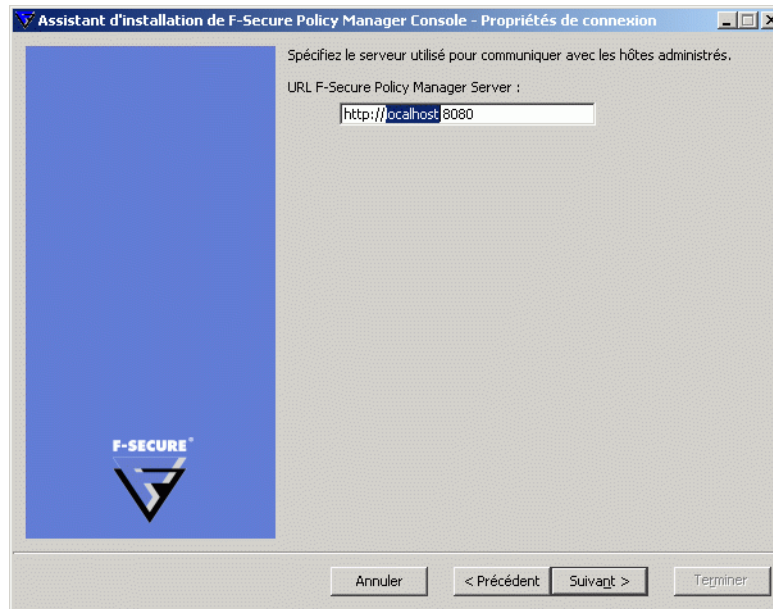 Assistant d'installation de F-Secure Policy Manager Console - Propriétés de connexion
Spécifiez le serveur utilisé pour communiquer avec les hôtes administrés.
URL F-Secure Policy Manager Server :
http://localhost:8080
F-SECURE®
Annuler
< Précédent
Suivant >
Terminer